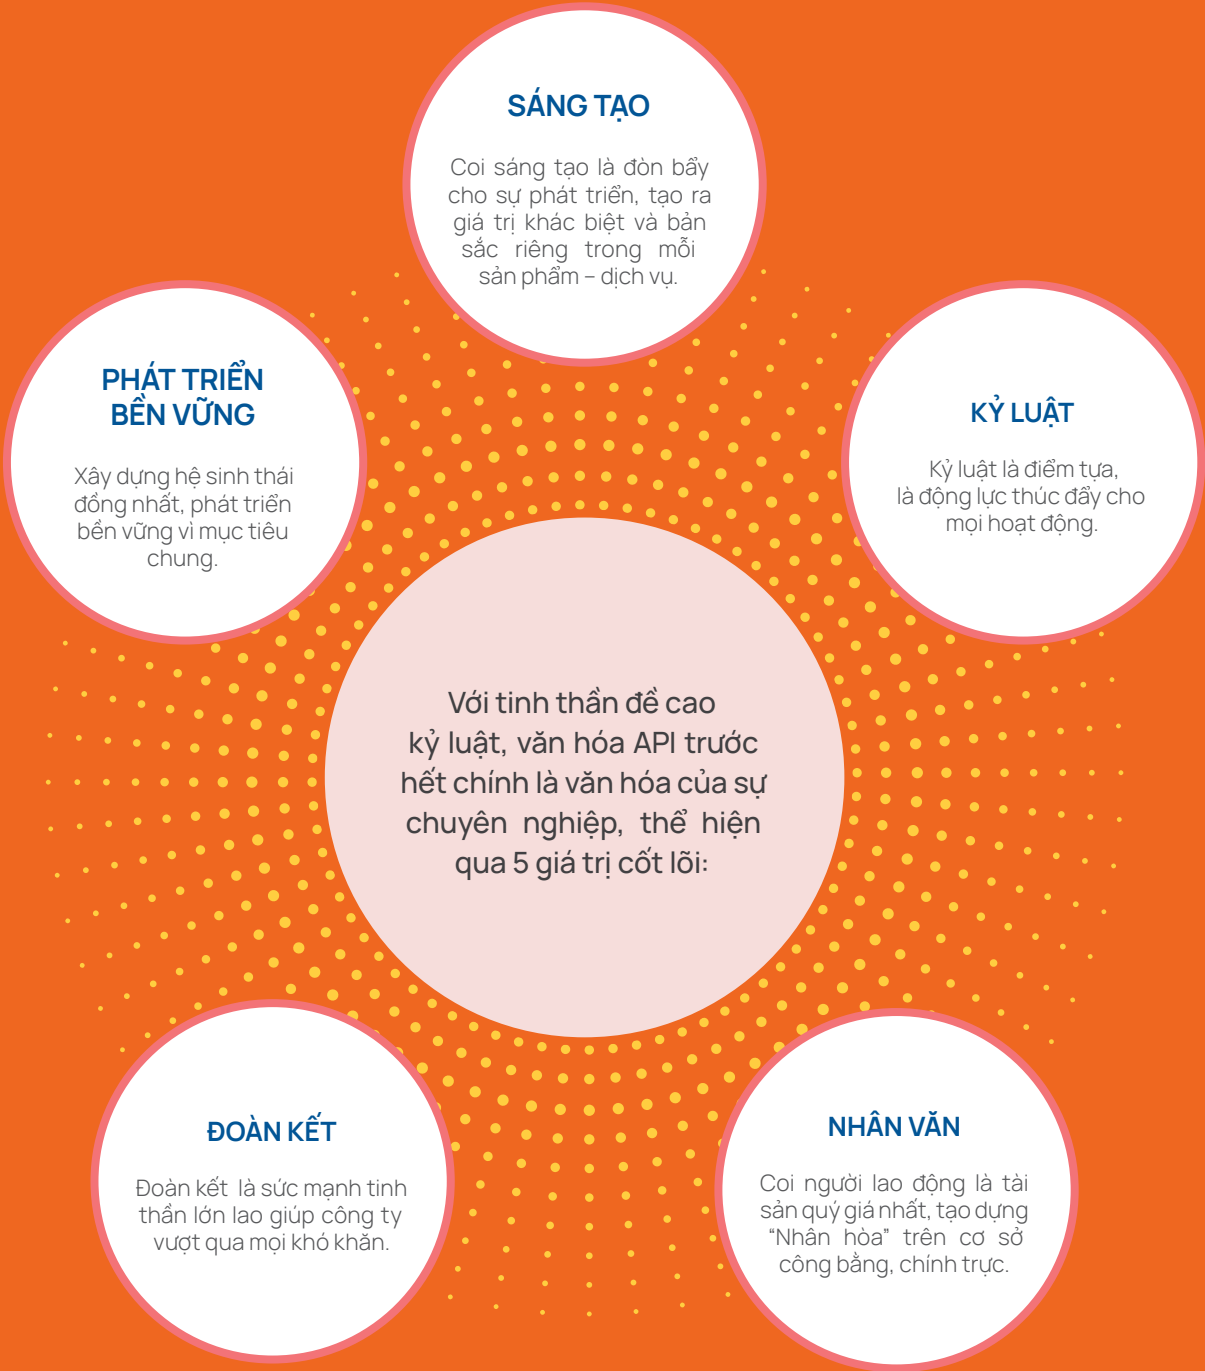 SÁNG TẠO
Coi sáng tạo là đòn bẩy
cho sự phát triển, tạo ra
giá trị khác biệt và bản
sắc riêng trong mỗi
sản phẩm – dịch vụ.
PHÁT TRIỂN
BỀN VỮNG
Xây dựng hệ sinh thái
đồng nhất, phát triển
bền vững vì mục tiêu
chung.
KỶ LUẬT
Kỷ luật là điểm tựa,
là động lực thúc đẩy cho
mọi hoạt động.
Với tinh thần đề cao
kỷ luật, văn hóa API trước
hết chính là văn hóa của sự
chuyên nghiệp, thể hiện
qua 5 giá trị cốt lõi:
ĐOÀN KẾT
Đoàn kết là sức mạnh tinh
thần lớn lao giúp công ty
vượt qua mọi khó khăn.
NHÂN VĂN
Coi người lao động là tài
sản quý giá nhất, tạo dựng
“Nhân hòa” trên cơ sở
công bằng, chính trực.